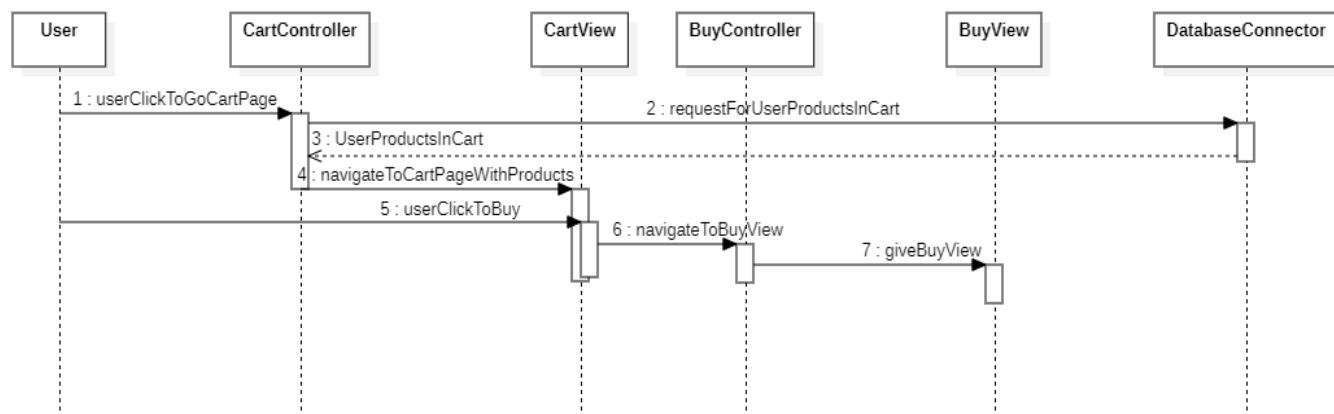 User
CartController
CartView
BuyController
BuyView
DatabaseConnector
1 : userClickToGoCartPage
2 : requestForUserProductsInCart
3 : UserProductsInCart
4 : navigateToCartPageWithProducts
5 : userClickToBuy
6 : navigateToBuyView
7 : giveBuyView